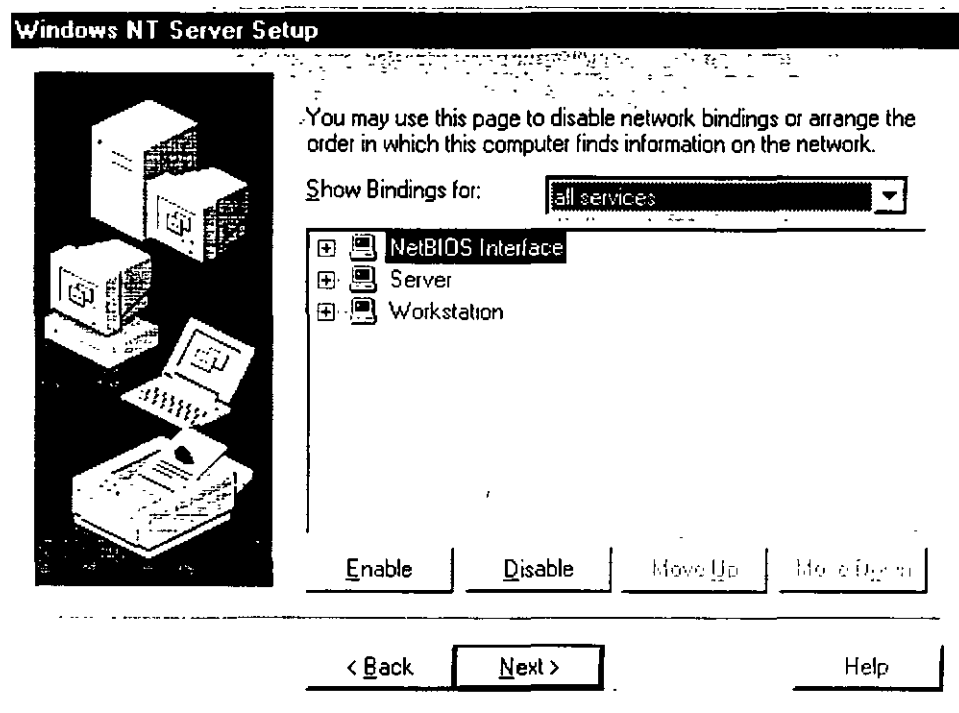 Windows NT Server Setup
You may use this page to disable network bindings or arrange the
order in which this computer finds information on the network.
Show Bindings for: all services
NetBIOS Interface
Server
Workstation
Enable Disable Move Up Move Down
< Back Next > Help